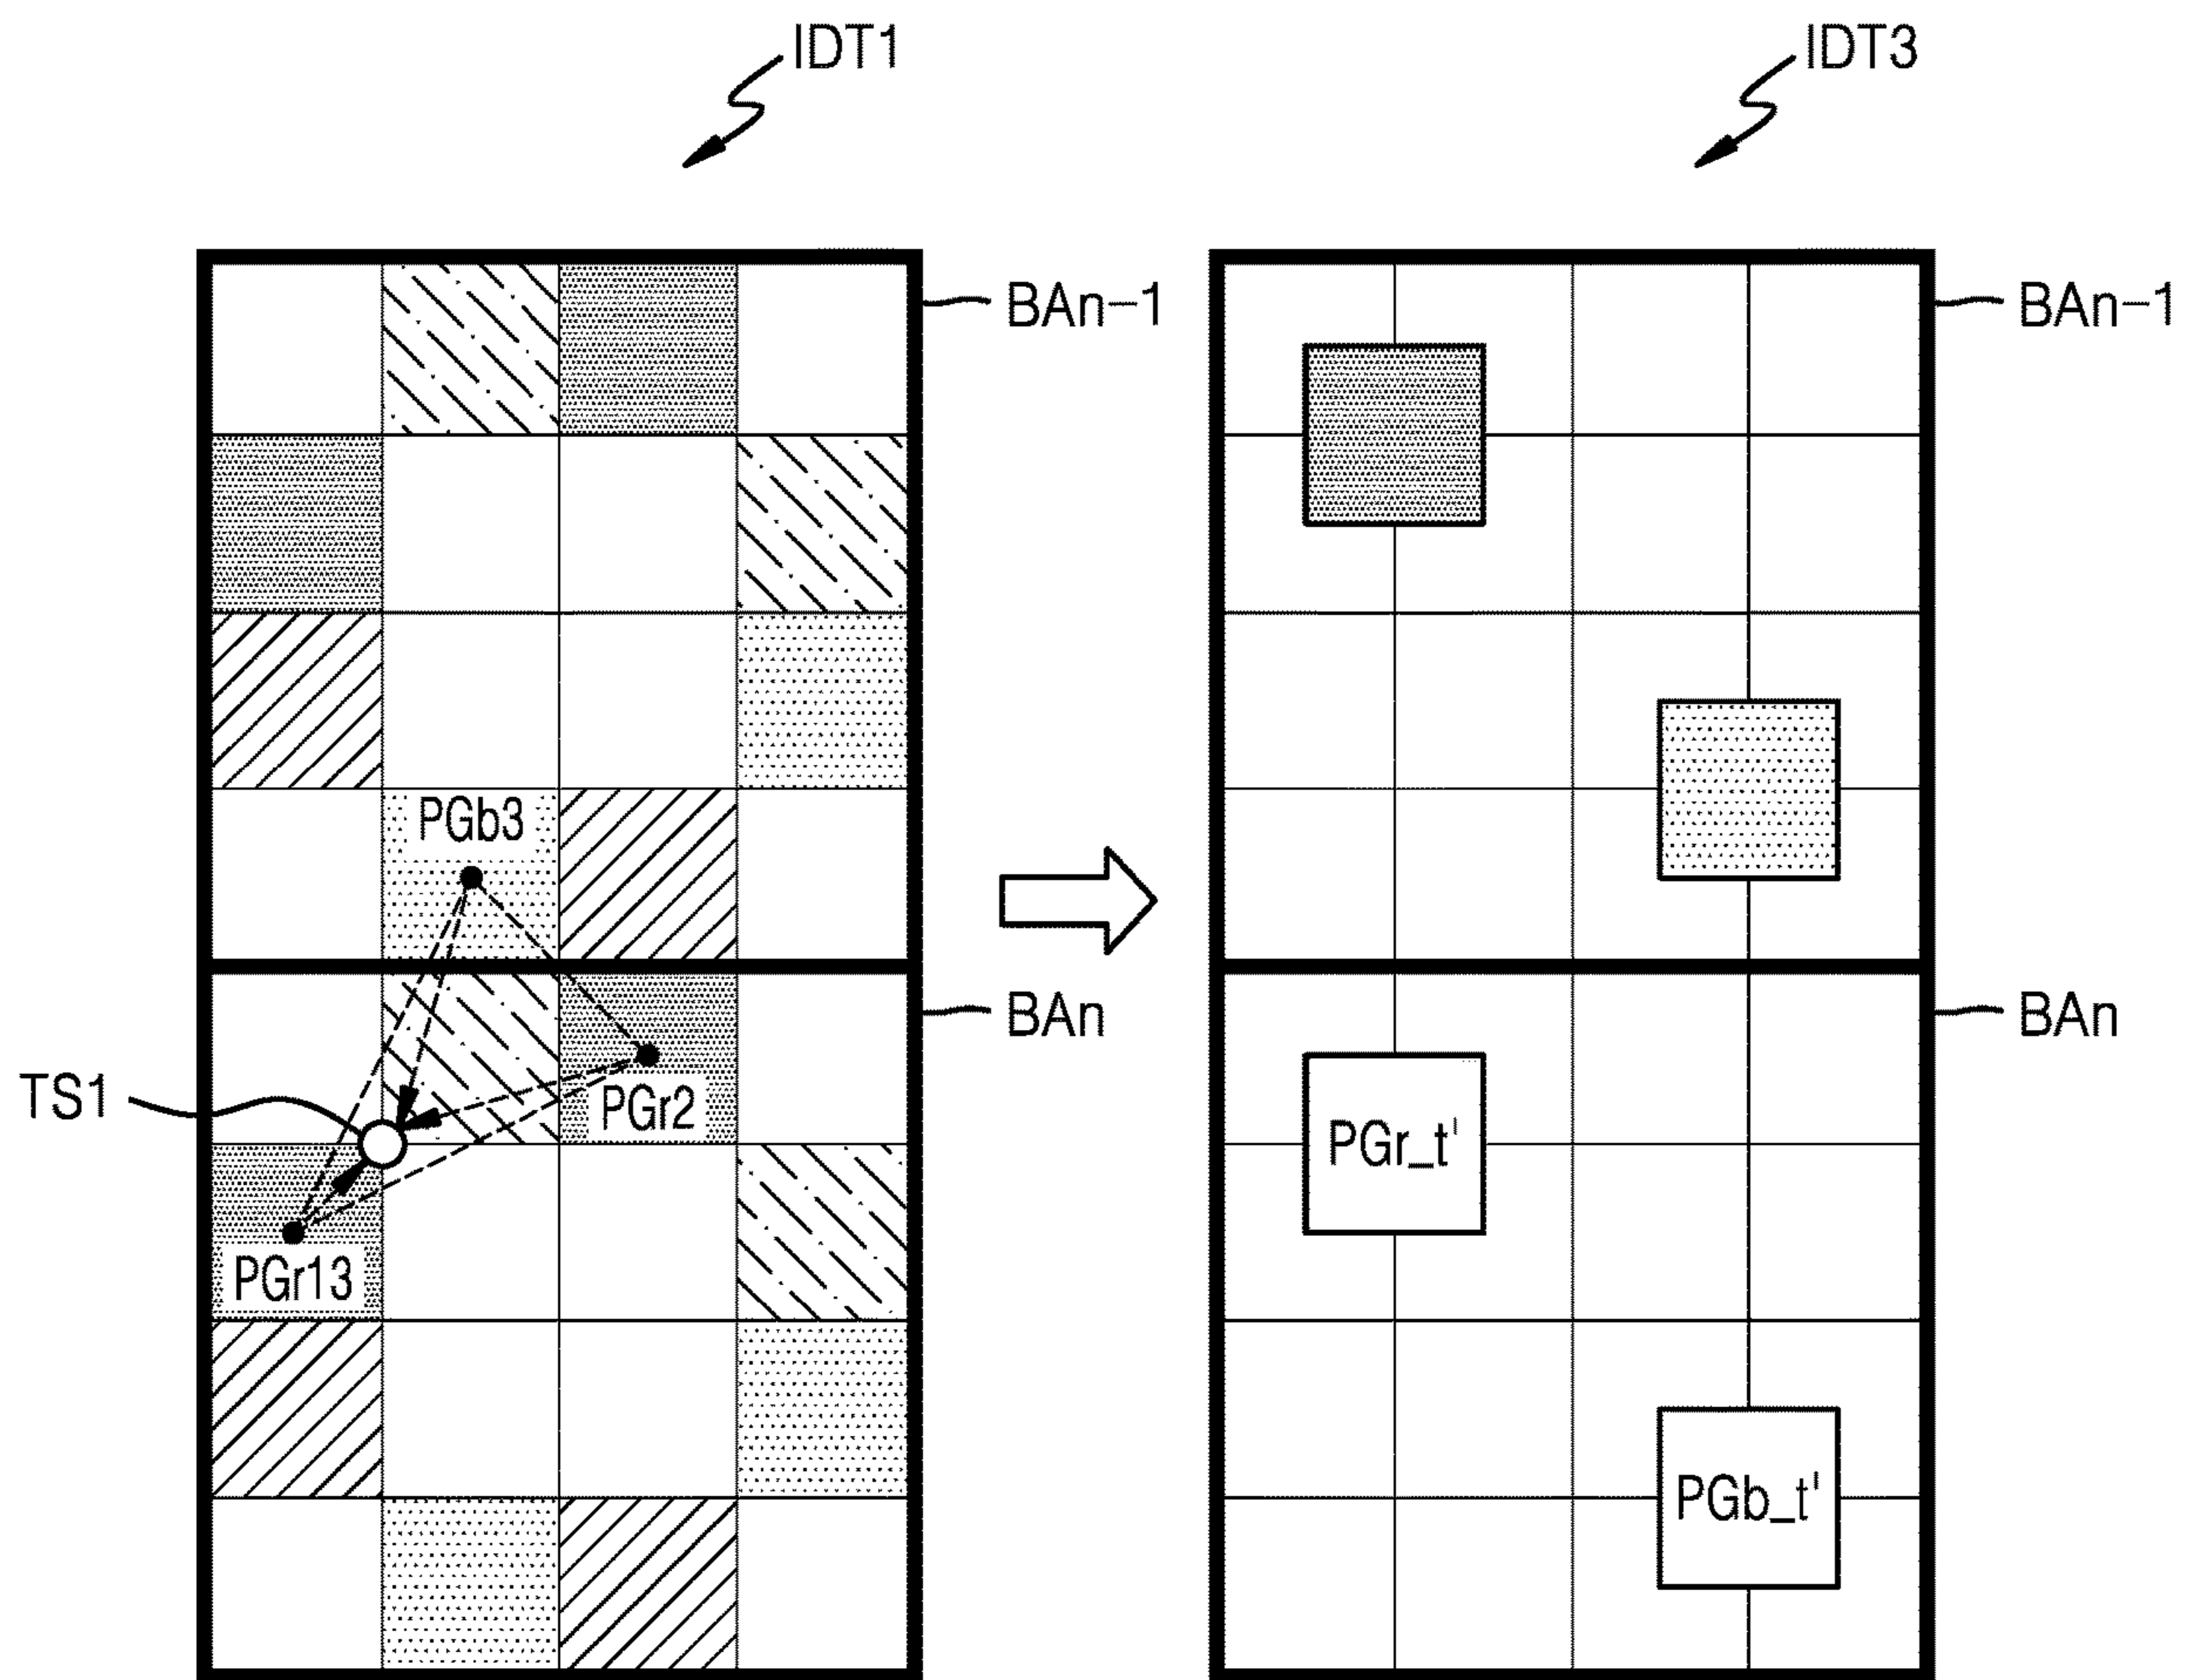 IDT1
IDT3
BAn-1
BAn-1
PGb3
BAn
BAn
TS1
PGr2
PGr_t'
PGr13
PGb_t'